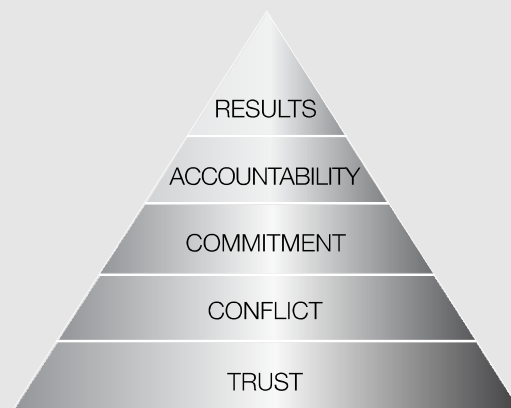 RESULTS
ACCOUNTABILITY
COMMITMENT
CONFLICT
TRUST